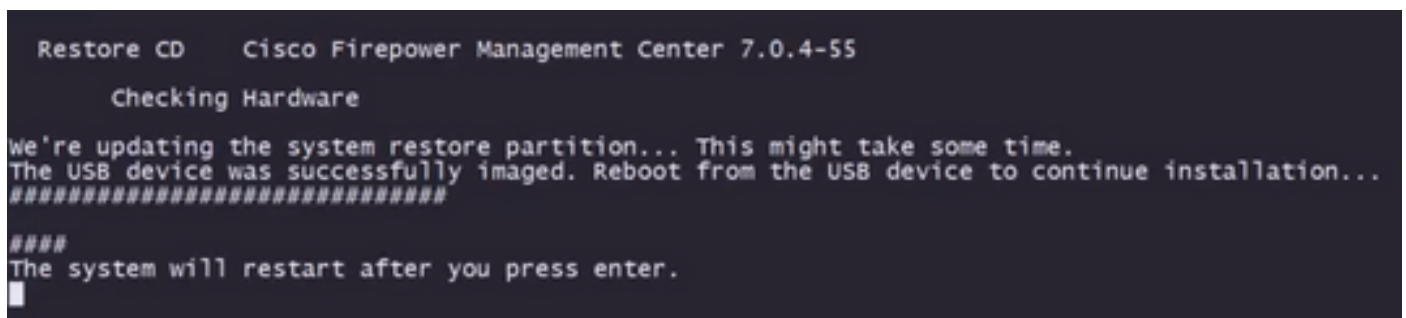 Restore CD    Cisco Firepower Management Center 7.0.4-55
Checking Hardware
We're updating the system restore partition... This might take some time.
The USB device was successfully imaged. Reboot from the USB device to continue installation...
##############################
####
The system will restart after you press enter.